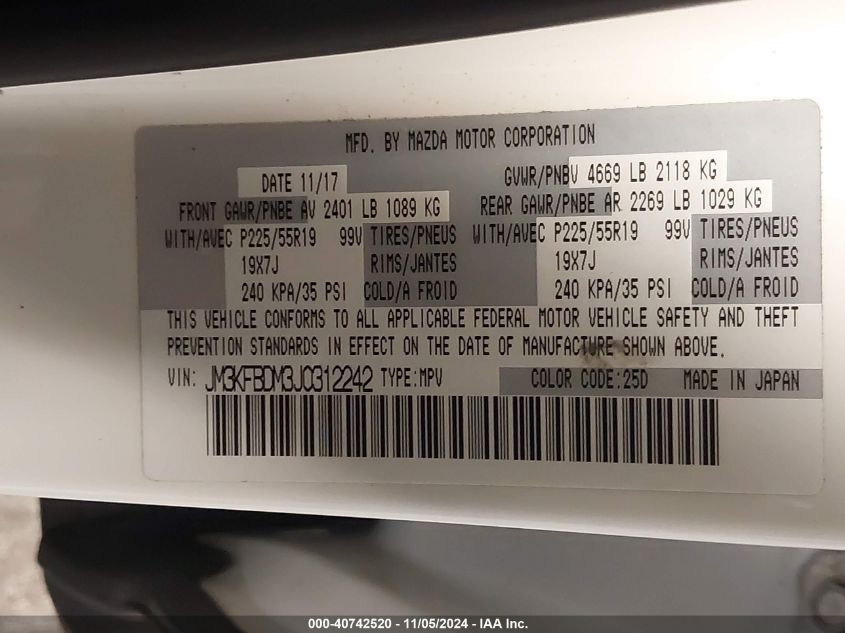 MFD. BY MAZDA MOTOR CORPORATION
DATE 11/17 GVWR/PNBV 4669 LB 2118 KG
FRONT GAWR/PNBE AV 2401 LB 1089 KG REAR GAWR/PNBE AR 2269 LB 1029 KG
WITH/AVEC P225/55R19 99V TIRES/PNEUS WITH/AVEC P225/55R19 99V TIRES/PNEUS
19X7J RIMS/JANTES 19X7J RIMS/JANTES
240 KPA/35 PSI COLD/A FROID 240 KPA/35 PSI COLD/A FROID
THIS VEHICLE CONFORMS TO ALL APPLICABLE FEDERAL MOTOR VEHICLE SAFETY AND THEFT
PREVENTION STANDARDS IN EFFECT ON THE DATE OF MANUFACTURE SHOWN ABOVE.
VIN: JM3KFBDM3J0312242 TYPE:MPV COLOR CODE:25D MADE IN JAPAN
000-40742520 - 11/05/2024 - IAA Inc.